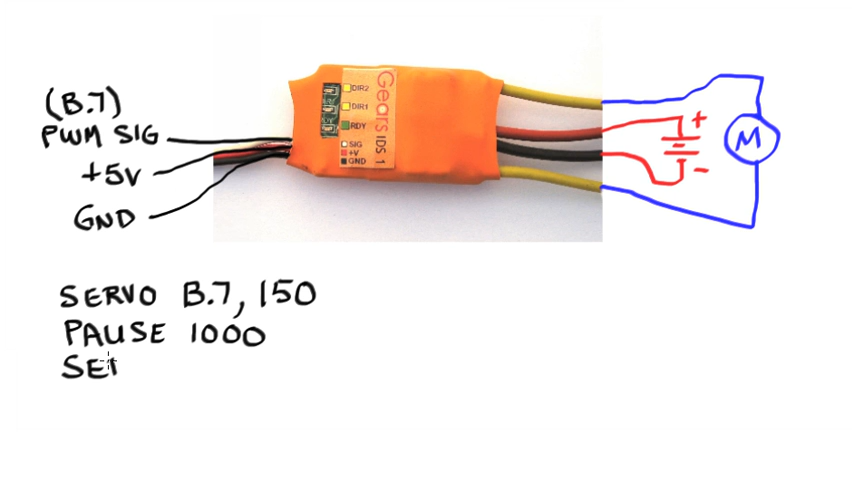 (B.7)
PWM SIG
+5V
GND
DIR2
DIR1
RDY
SIG
+V
GND
Gears IDS 1
+
M
-
SERVO B.7, 150
PAUSE 1000
SE